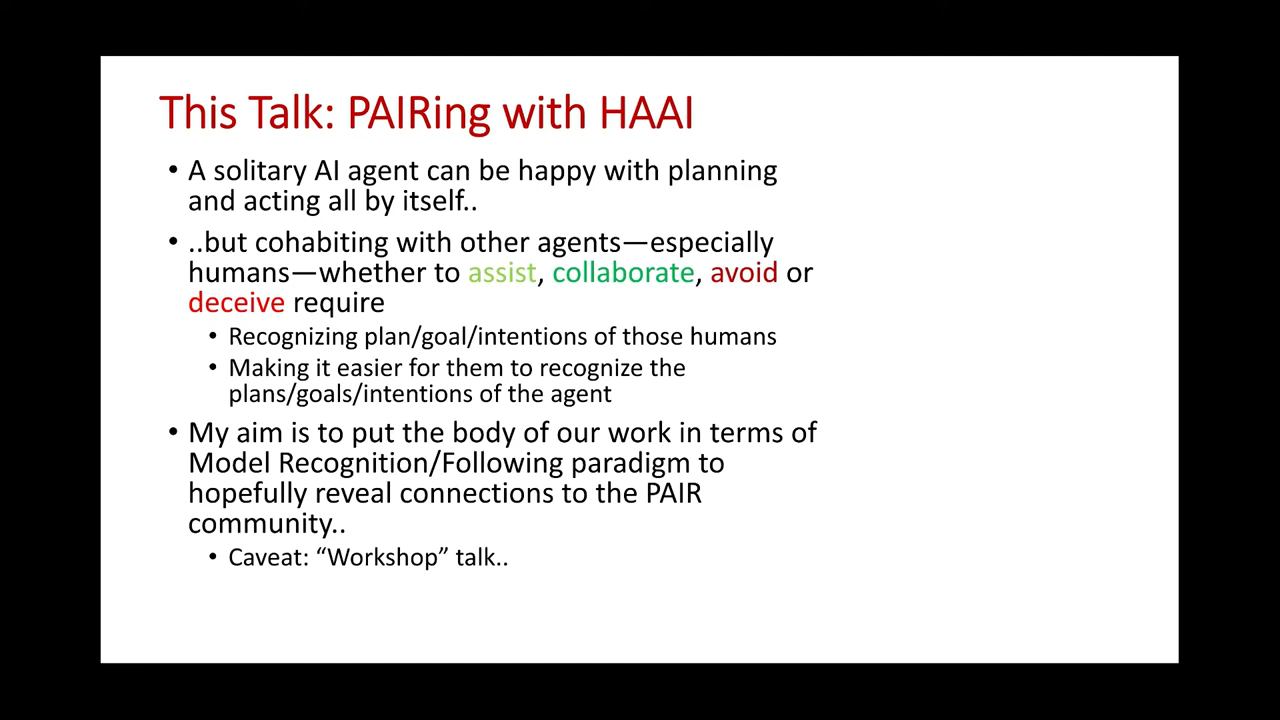 This Talk: PAIRing with HAAI
• A solitary AI agent can be happy with planning
and acting all by itself..
• ..but cohabiting with other agents—especially
humans—whether to assist, collaborate, avoid or
deceive require
• Recognizing plan/goal/intentions of those humans
• Making it easier for them to recognize the
plans/goals/intentions of the agent
• My aim is to put the body of our work in terms of
Model Recognition/Following paradigm to
hopefully reveal connections to the PAIR
community..
• Caveat: “Workshop” talk..